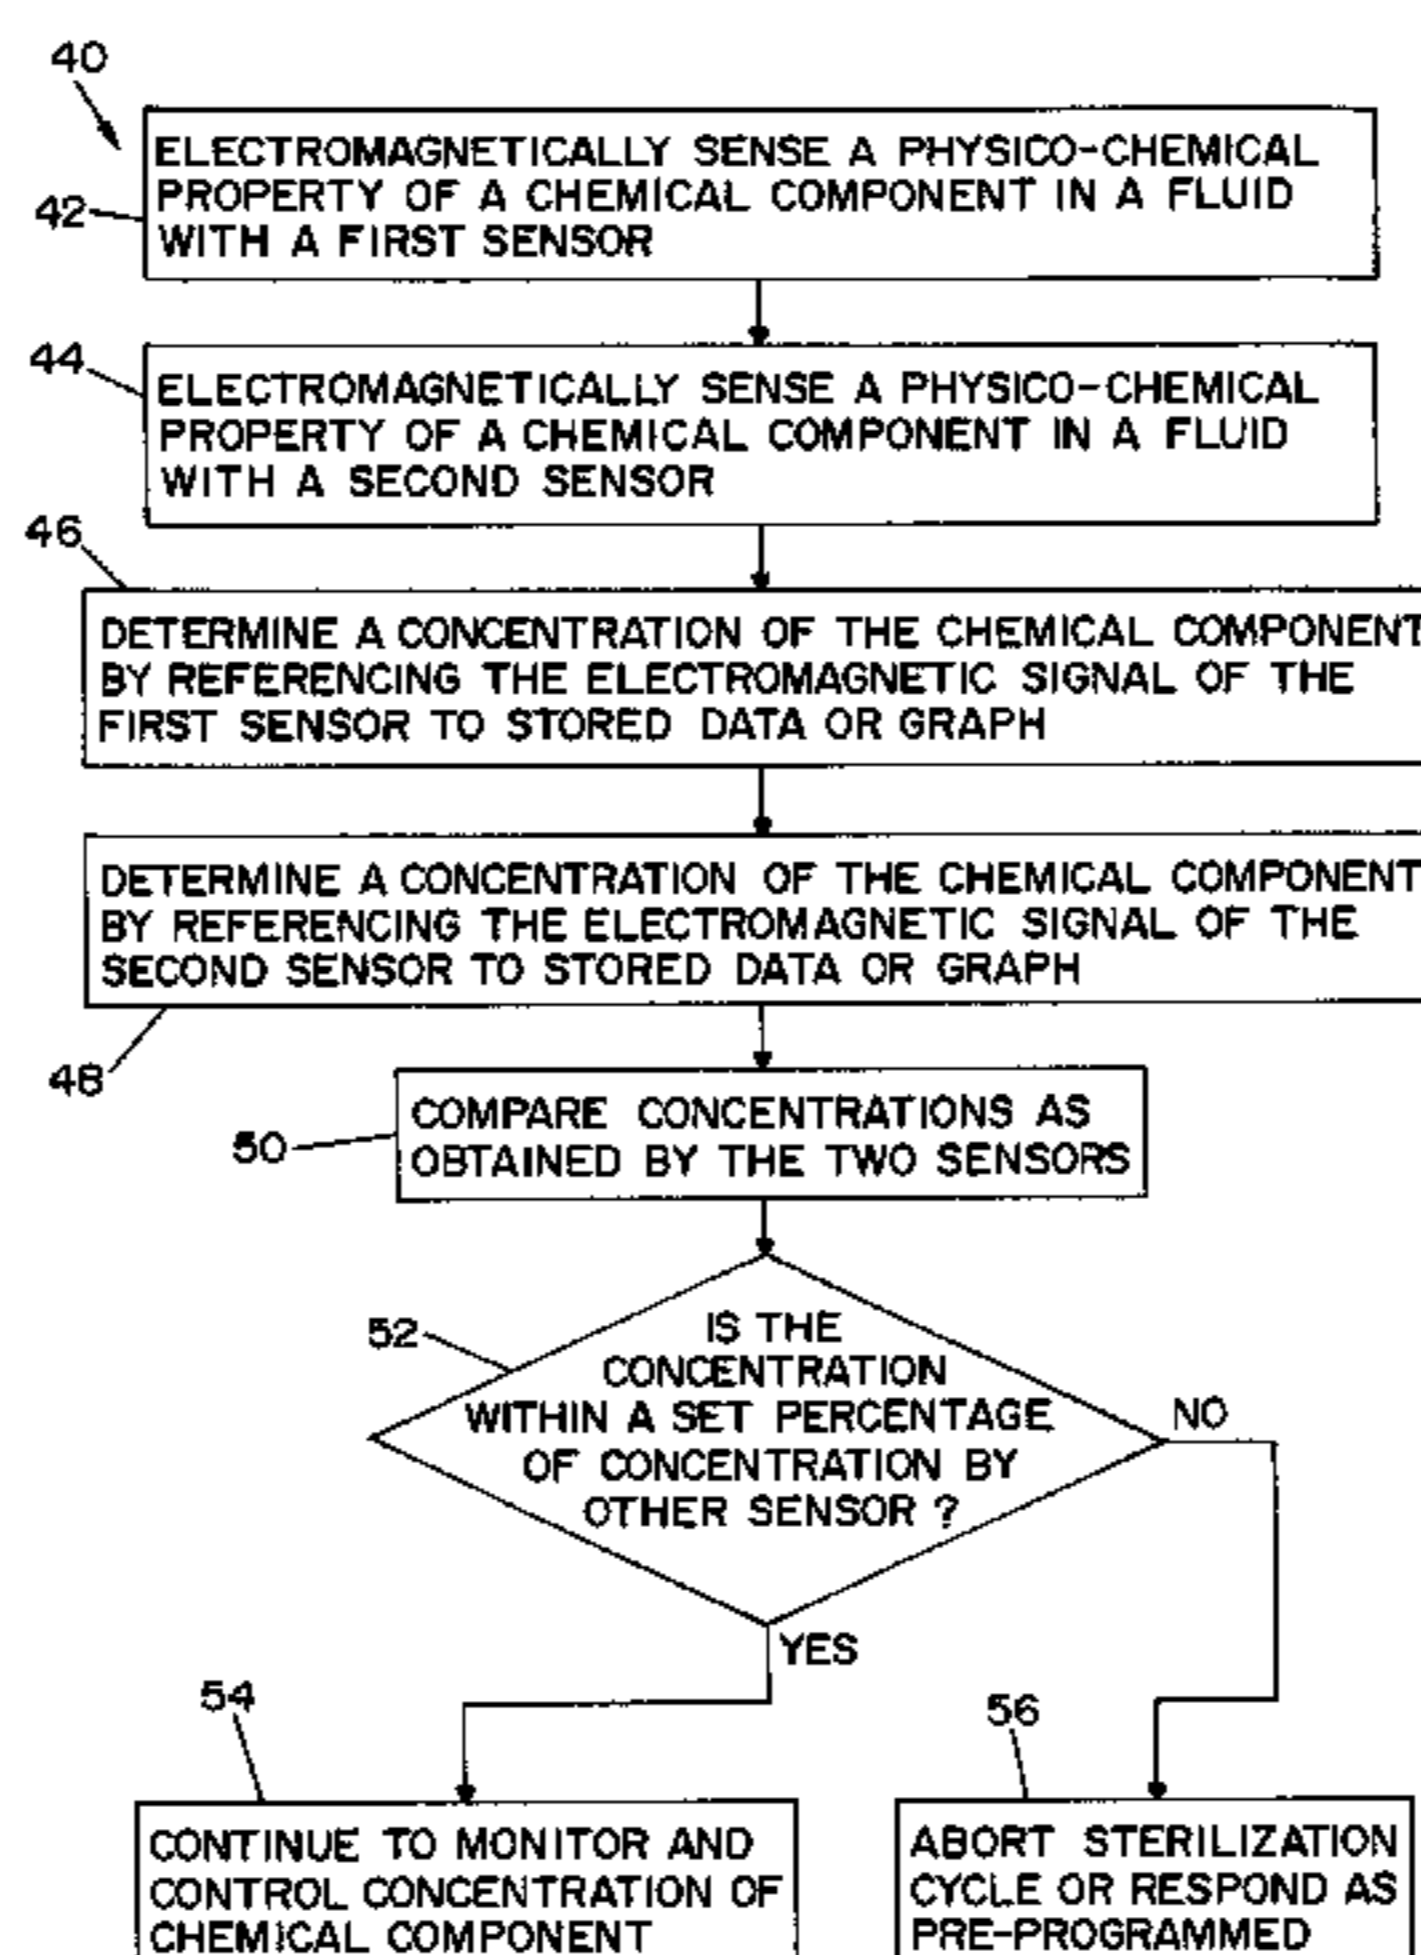 40
42
ELECTROMAGNETICALLY SENSE A PHYSICO-CHEMICAL
PROPERTY OF A CHEMICAL COMPONENT IN A FLUID
WITH A FIRST SENSOR
44
ELECTROMAGNETICALLY SENSE A PHYSICO-CHEMICAL
PROPERTY OF A CHEMICAL COMPONENT IN A FLUID
WITH A SECOND SENSOR
46
DETERMINE A CONCENTRATION OF THE CHEMICAL COMPONENT
BY REFERENCING THE ELECTROMAGNETIC SIGNAL OF THE
FIRST SENSOR TO STORED DATA OR GRAPH
DETERMINE A CONCENTRATION OF THE CHEMICAL COMPONENT
BY REFERENCING THE ELECTROMAGNETIC SIGNAL OF THE
SECOND SENSOR TO STORED DATA OR GRAPH
48
50
COMPARE CONCENTRATIONS AS
OBTAINED BY THE TWO SENSORS
52
IS THE
CONCENTRATION
WITHIN A SET PERCENTAGE
OF CONCENTRATION BY
OTHER SENSOR ?
NO
YES
54
CONTINUE TO MONITOR AND
CONTROL CONCENTRATION OF
CHEMICAL COMPONENT
56
ABORT STERILIZATION
CYCLE OR RESPOND AS
PRE-PROGRAMMED